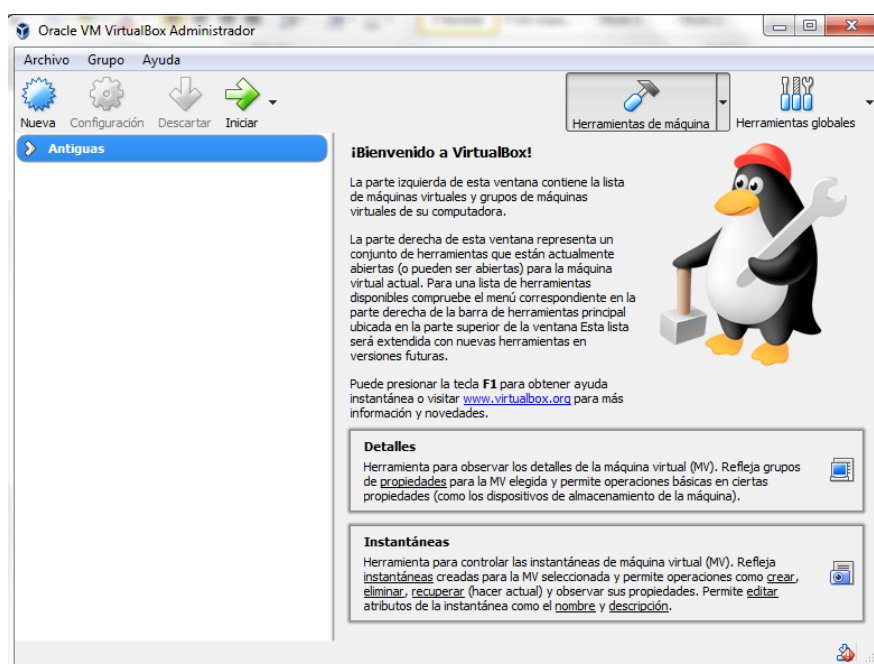 Oracle VM VirtualBox Administrador
Archivo Grupo Ayuda
Nueva Configuración Descartar Iniciar
Herramientas de máquina Herramientas globales
Antiguas
¡Bienvenido a VirtualBox!
La parte izquierda de esta ventana contiene la lista
de máquinas virtuales y grupos de máquinas
virtuales de su computadora.
La parte derecha de esta ventana representa un
conjunto de herramientas que están actualmente
abiertas (o pueden ser abiertas) para la máquina
virtual actual. Para una lista de herramientas
disponibles compruebe el menú correspondiente en la
parte derecha de la barra de herramientas principal
ubicada en la parte superior de la ventana Esta lista
será extendida con nuevas herramientas en
versiones futuras.
Puede presionar la tecla F1 para obtener ayuda
instantánea o visitar www.virtualbox.org para más
información y novedades.
Detalles
Herramienta para observar los detalles de la máquina virtual (MV). Refleja grupos
de propiedades para la MV elegida y permite operaciones básicas en ciertas
propiedades (como los dispositivos de almacenamiento de la máquina).
Instantáneas
Herramienta para controlar las instantáneas de máquina virtual (MV). Refleja
instantáneas creadas para la MV seleccionada y permite operaciones como crear,
eliminar, recuperar (hacer actual) y observar sus propiedades. Permite editar
atributos de la instantánea como el nombre y descripción.